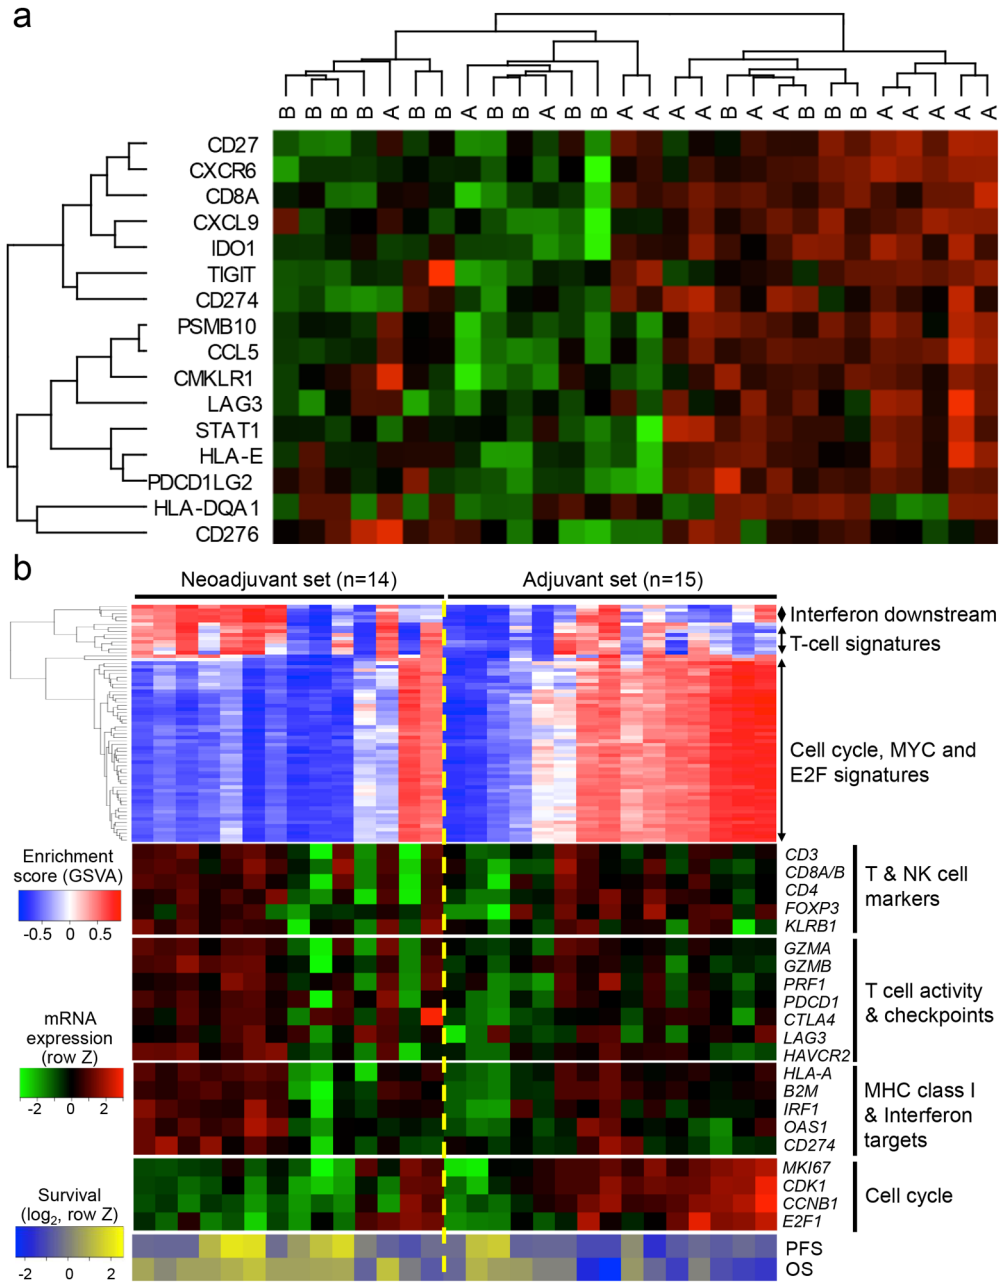 a
B B B B A B B A B B A B B A A A A B A A B B B A A A A A
CD27
CXCR6
CD8A
CXCL9
IDO1
TIGIT
CD274
PSMB10
CCL5
CMKLR1
LAG3
STAT1
HLA-E
PDCD1LG2
HLA-DQA1
CD276
b
Neoadjuvant set (n=14) Adjuvant set (n=15)
Interferon downstream
T-cell signatures
Cell cycle, MYC and
E2F signatures
Enrichment
score (GSVA)
-0.5 0 0.5
CD3
CD8A/B
CD4
FOXP3
KLRB1
T & NK cell
markers
GZMA
GZMB
PRF1
PDCD1
CTLA4
LAG3
HAVCR2
T cell activity
& checkpoints
mRNA
expression
(row Z)
-2 0 2
HLA-A
B2M
IRF1
OAS1
CD274
MHC class I
& Interferon
targets
MKI67
CDK1
CCNB1
E2F1
Cell cycle
Survival
(log2, row Z)
-2 0 2
PFS
OS